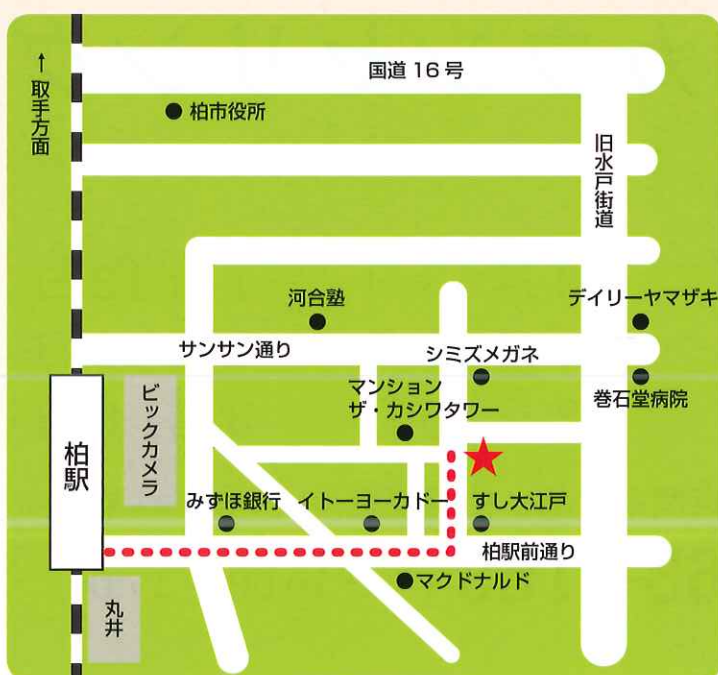 国道16号
↑取手方面
柏市役所
旧水戸街道
河合塾
デイリーヤマザキ
サンサン通り
シミズメガネ
マンション
ザ・カシワタワー
巻石堂病院
ビックカメラ
柏駅
みずほ銀行
イトーヨーカドー
すし大江戸
柏駅前通り
マクドナルド
丸井